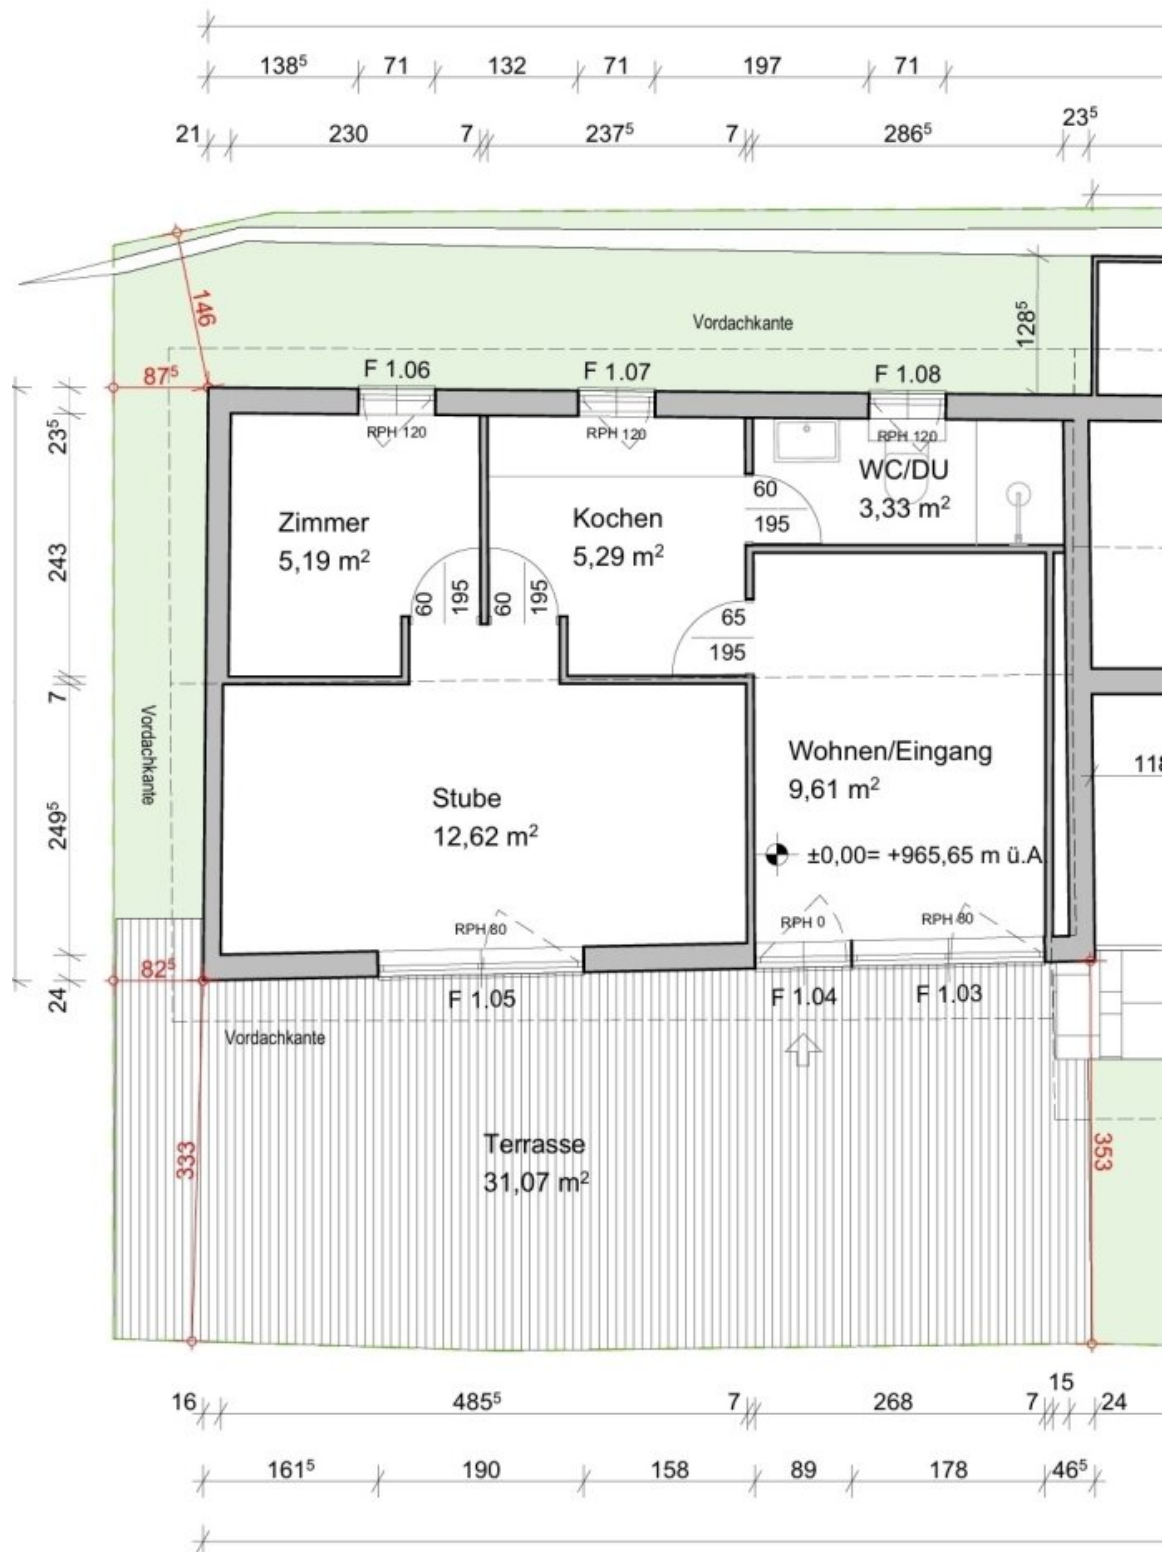 138⁵ 71 132 71 197 71
23⁵
21 230 7 237⁵ 7 286⁵
146
Vordachkante
128⁵
87⁵
F 1.06
F 1.07
F 1.08
23⁵
RPH 120
RPH 120
RPH 120
WC/DU
3,33 m²
60
195
Zimmer
5,19 m²
Kochen
5,29 m²
243
60
195
60
195
65
195
7
Vordachkante
Wohnen/Eingang
9,61 m²
118
Stube
12,62 m²
249⁵
±0,00= +965,65 m ü.A
RPH 80
RPH 0
RPH 80
82⁵
24
F 1.05
F 1.04
F 1.03
Vordachkante
333
Terrasse
31,07 m²
353
15
16 485⁵ 7 268 7 24
161⁵ 190 158 89 178 46⁵